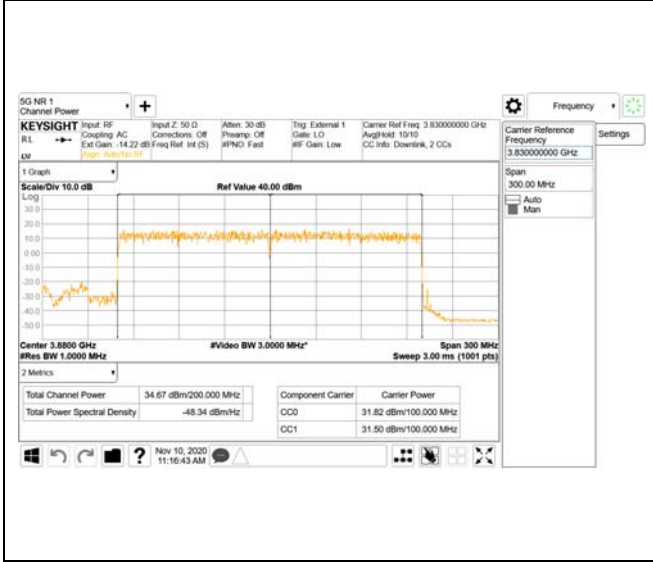 5G NR 1
Channel Power
Frequency
KEYSIGHT
RL
Input: RF
Coupling: AC
Ext Gain: -14.22 dB
Align: Auto/No RF
Input Z: 50 Ω
Corrections: Off
Freq Ref: Int (S)
Atten: 30 dB
Preamp: Off
#PNO: Fast
Trig: External 1
Gate: LO
#IF Gain: Low
Carrier Ref Freq: 3.830000000 GHz
Avg|Hold: 10/10
CC Info: Downlink, 2 CCs
Carrier Reference
Frequency
3.830000000 GHz
Settings
Span
300.00 MHz
Auto
Man
1 Graph
Scale/Div 10.0 dB
Ref Value 40.00 dBm
Log
30.0
20.0
10.0
0.00
-10.0
-20.0
-30.0
-40.0
-50.0
Center 3.8800 GHz
#Video BW 3.0000 MHz*
Span 300 MHz
#Res BW 1.0000 MHz
Sweep 3.00 ms (1001 pts)
2 Metrics
Total Channel Power 34.67 dBm/200.000 MHz
Total Power Spectral Density -48.34 dBm/Hz
Component Carrier Carrier Power
CC0 31.82 dBm/100.000 MHz
CC1 31.50 dBm/100.000 MHz
?
Nov 10, 2020
11:16:43 AM